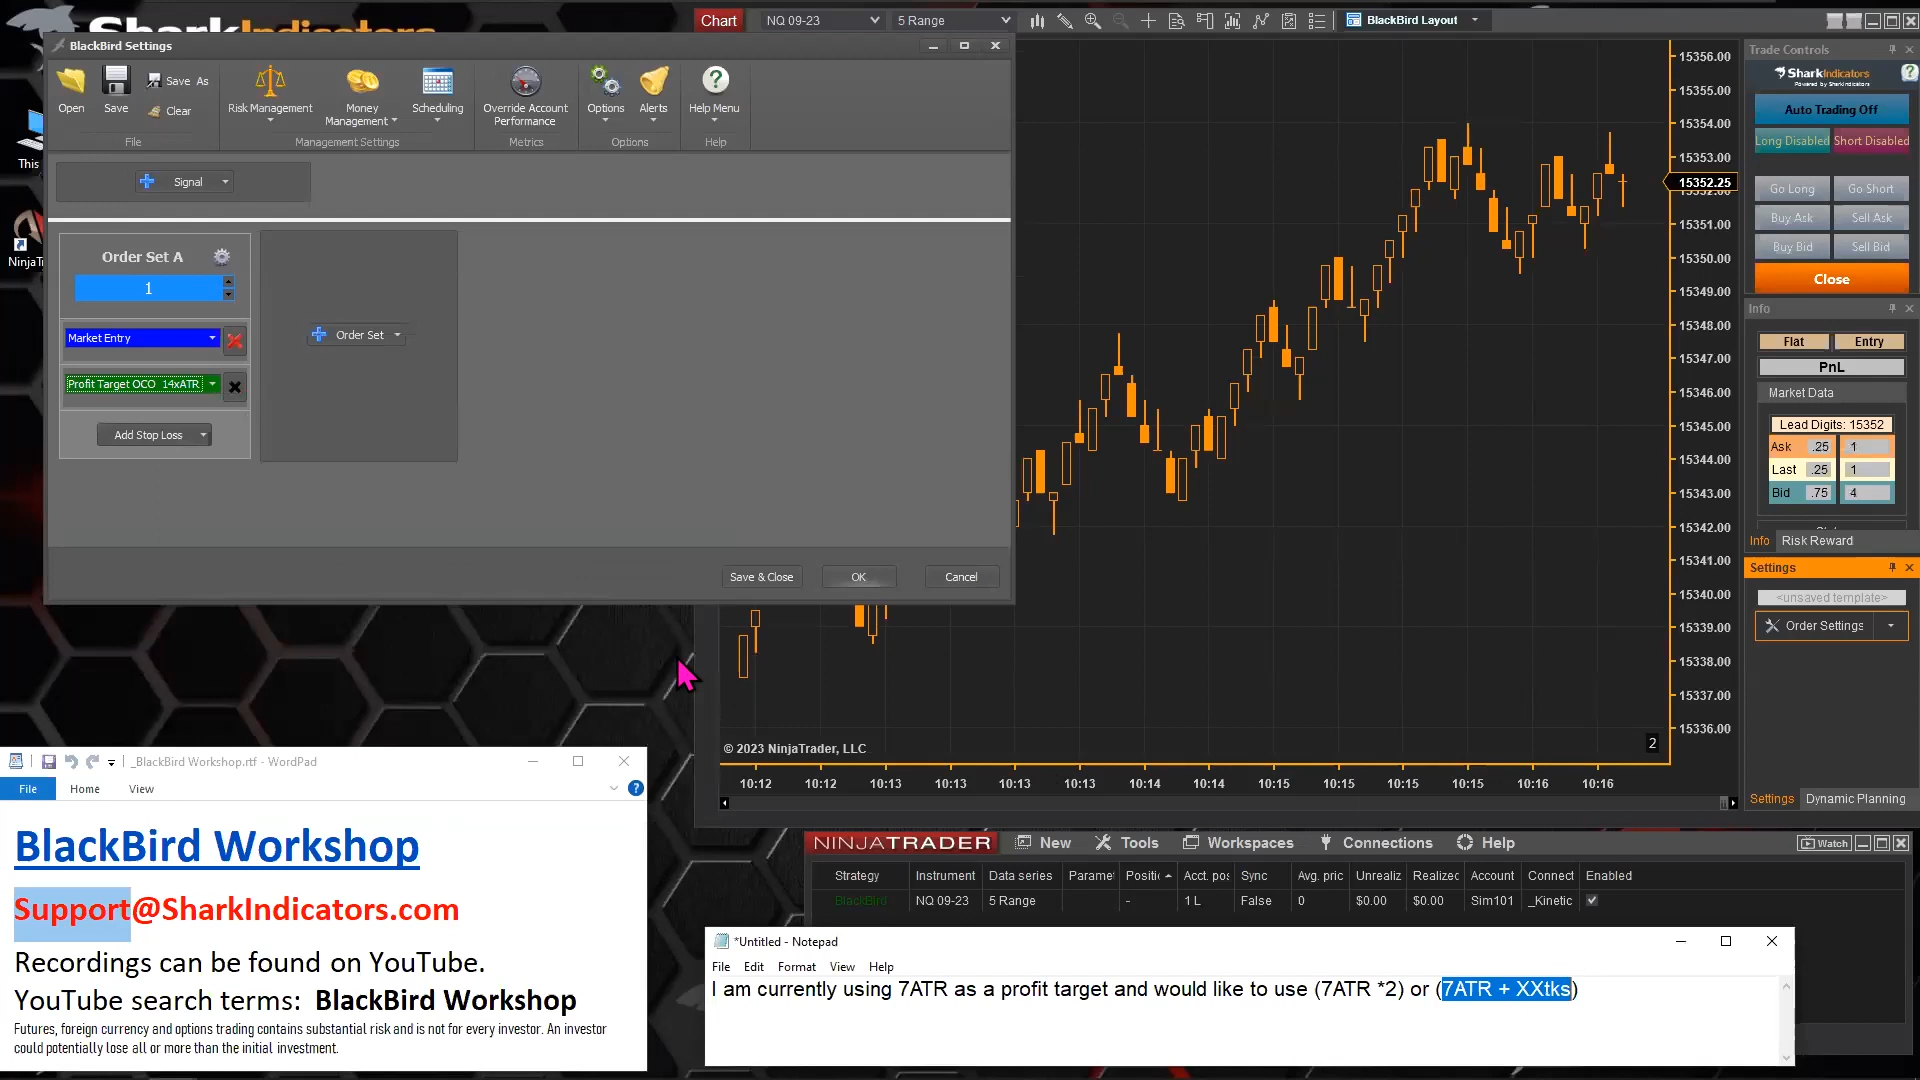 SharkIndicators
BlackBird Settings
Open
Save
Save As
Clear
File
Risk Management
Money
Management
Scheduling
Management Settings
Override Account
Performance
Metrics
Options
Alerts
Options
Help Menu
Help
Signal
Order Set A
1
Market Entry
Profit Target OCO 14xATR
Add Stop Loss
Order Set
Save & Close
OK
Cancel
This
NinjaTr
Chart
NQ 09-23
5 Range
BlackBird Layout
15356.00
15355.00
15354.00
15353.00
15352.25
15351.00
15350.00
15349.00
15348.00
15347.00
15346.00
15345.00
15344.00
15343.00
15342.00
15341.00
15340.00
15339.00
15338.00
15337.00
15336.00
© 2023 NinjaTrader, LLC
2
10:12 10:12 10:13 10:13 10:13 10:13 10:14 10:14 10:15 10:15 10:15 10:15 10:16 10:16
Trade Controls
SharkIndicators
Powered by SharkIndicators
Auto Trading Off
Long Disabled
Short Disabled
Go Long
Go Short
Buy Ask
Sell Ask
Buy Bid
Sell Bid
Close
Info
Flat
Entry
PnL
Market Data
Lead Digits: 15352
Ask .25 1
Last .25 1
Bid .75 4
Info
Risk Reward
Settings
<unsaved template>
Order Settings
Settings
Dynamic Planning
_BlackBird Workshop.rtf - WordPad
File
Home
View
BlackBird Workshop
Support@SharkIndicators.com
Recordings can be found on YouTube.
YouTube search terms: BlackBird Workshop
Futures, foreign currency and options trading contains substantial risk and is not for every investor. An investor
could potentially lose all or more than the initial investment.
NINJATRADER
New
Tools
Workspaces
Connections
Help
Watch
Strategy Instrument Data series Paramet Positic Acct. pos Sync Avg. pric Unrealiz Realizec Account Connect Enabled
BlackBird NQ 09-23 5 Range - 1 L False 0 $0.00 $0.00 Sim101 _Kinetic
*Untitled - Notepad
File Edit Format View Help
I am currently using 7ATR as a profit target and would like to use (7ATR *2) or (7ATR + XXtks)